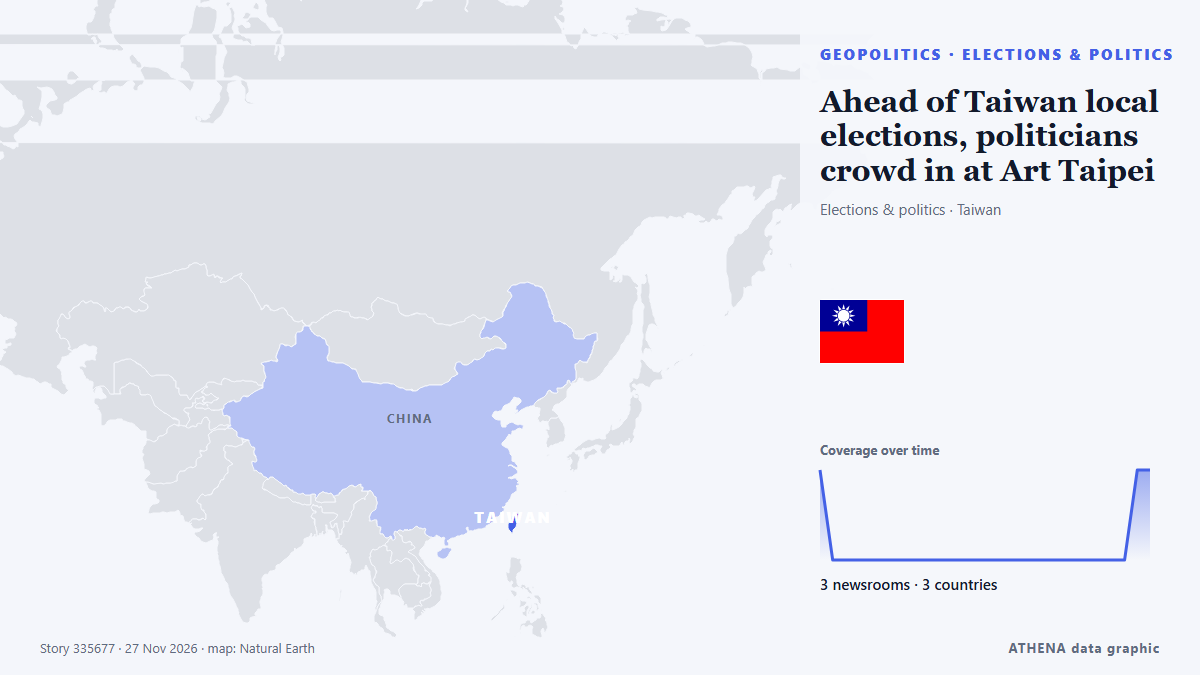 GEOPOLITICS · ELECTIONS & POLITICS
Ahead of Taiwan local
elections, politicians
crowd in at Art Taipei
Elections & politics · Taiwan
CHINA
TAIWAN
Coverage over time
3 newsrooms · 3 countries
Story 335677 · 27 Nov 2026 · map: Natural Earth
ATHENA data graphic